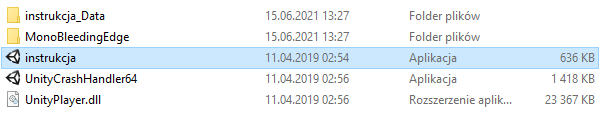 instrukcja_Data 15.06.2021 13:27 Folder plików
MonoBleedingEdge 15.06.2021 13:27 Folder plików
instrukcja 11.04.2019 02:54 Aplikacja 636 KB
UnityCrashHandler64 11.04.2019 02:56 Aplikacja 1 418 KB
UnityPlayer.dll 11.04.2019 02:56 Rozszerzenie aplik... 23 367 KB